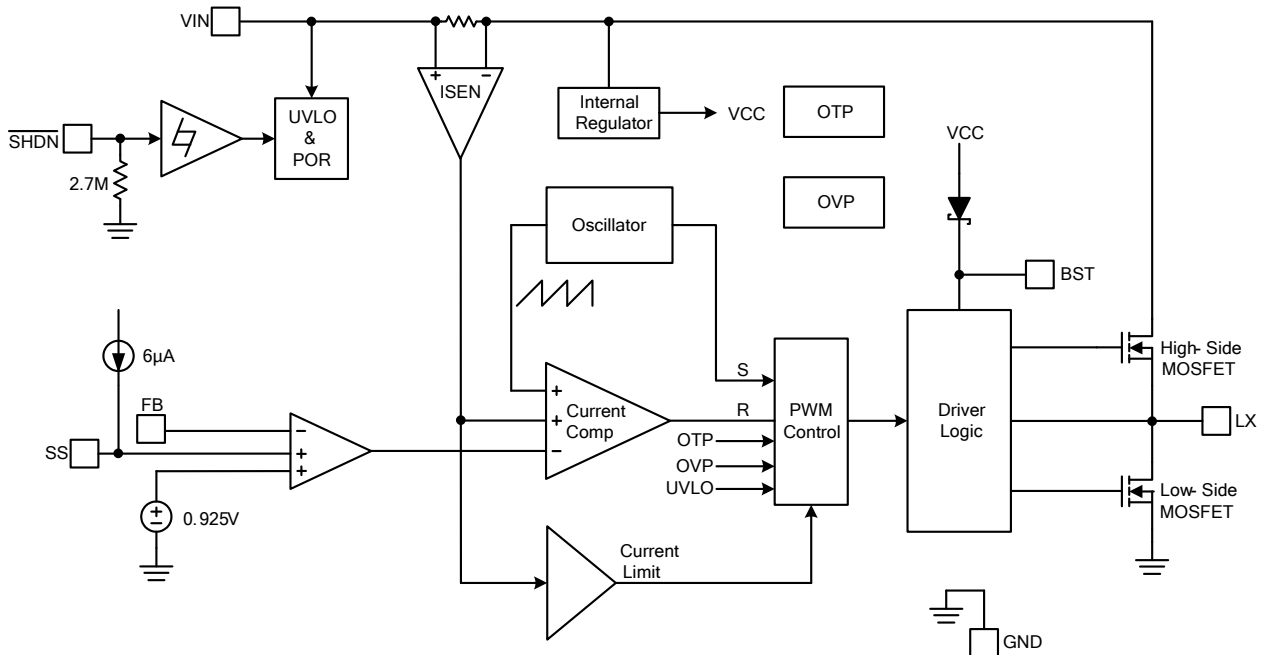 VIN
+ −
ISEN
UVLO
&
POR
Internal
Regulator
VCC
OTP
SHDN
2.7M
VCC
OVP
Oscillator
BST
6µA
High- Side
MOSFET
FB
S
+
SS
−
+
+
+
Current
Comp
−
R
PWM
Control
OTP
OVP
UVLO
Driver
Logic
LX
Low- Side
MOSFET
+
−
0.925V
Current
Limit
GND